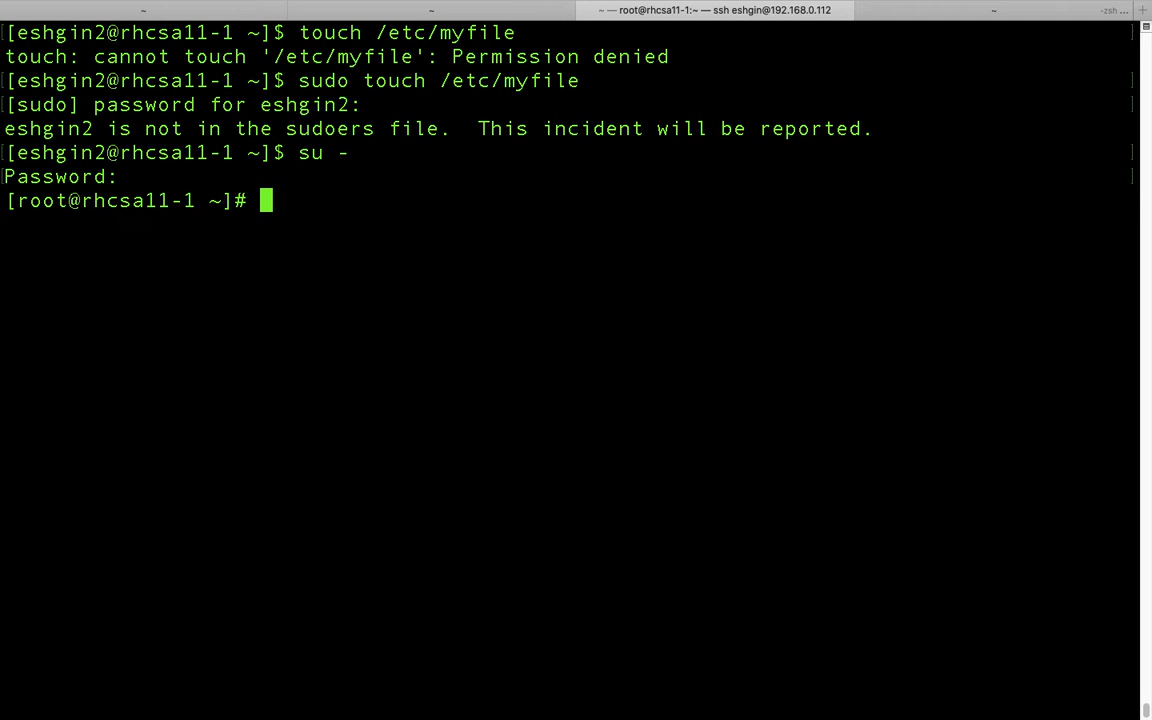 ~ ~ ~ — root@rhcsa11-1:~ — ssh eshgin@192.168.0.112 ~ -zsh ... +
[eshgin2@rhcsa11-1 ~]$ touch /etc/myfile
touch: cannot touch '/etc/myfile': Permission denied
[eshgin2@rhcsa11-1 ~]$ sudo touch /etc/myfile
[sudo] password for eshgin2:
eshgin2 is not in the sudoers file.  This incident will be reported.
[eshgin2@rhcsa11-1 ~]$ su -
Password:
[root@rhcsa11-1 ~]#